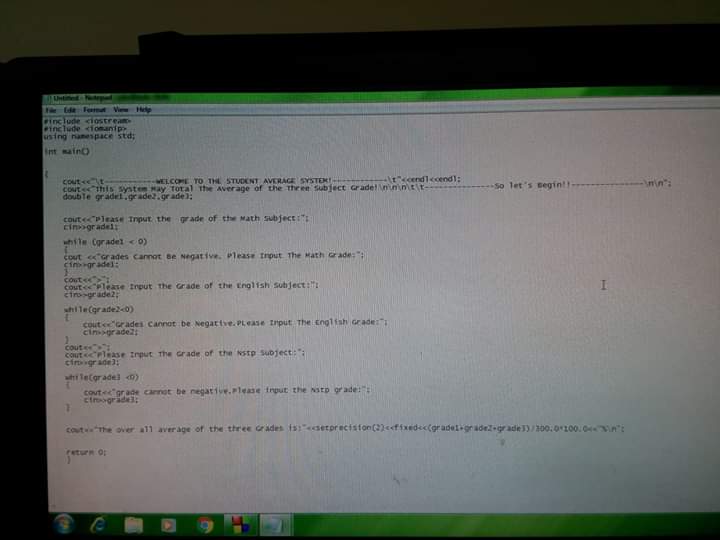 Untitled - Notepad
File Edit Format View Help
#include <iostream>
#include <iomanip>
using namespace std;
int main()
{
cout<<"\t------------WELCOME TO THE STUDENT AVERAGE SYSTEM!-------------\t"<<endl<<endl;
cout<<"This System May Total The Average of the Three Subject Grade!\n\n\n\t\t----------------So let's Begin!!-----------------\n\n";
double grade1,grade2,grade3;
cout<<"Please Input the  grade of the Math Subject:";
cin>>grade1;
while (grade1 < 0)
{
cout <<"Grades Cannot Be Negative. Please Input The Math Grade:";
cin>>grade1;
}
cout<<">";
cout<<"Please Input The Grade of the English Subject:";
cin>>grade2;
while(grade2<0)
{
cout<<"Grades Cannot be Negative.PLease Input The English Grade:";
cin>>grade2;
}
cout<<">";
cout<<"Please Input The Grade of the Nstp Subject:";
cin>>grade3;
while(grade3 <0)
{
cout<<"grade cannot be negative.Please input the Nstp grade:";
cin>>grade3;
}
cout<<"The over all average of the three Grades is:"<<setprecision(2)<<fixed<<(grade1+grade2+grade3)/300.0*100.0<<"%\n";
return 0;
}